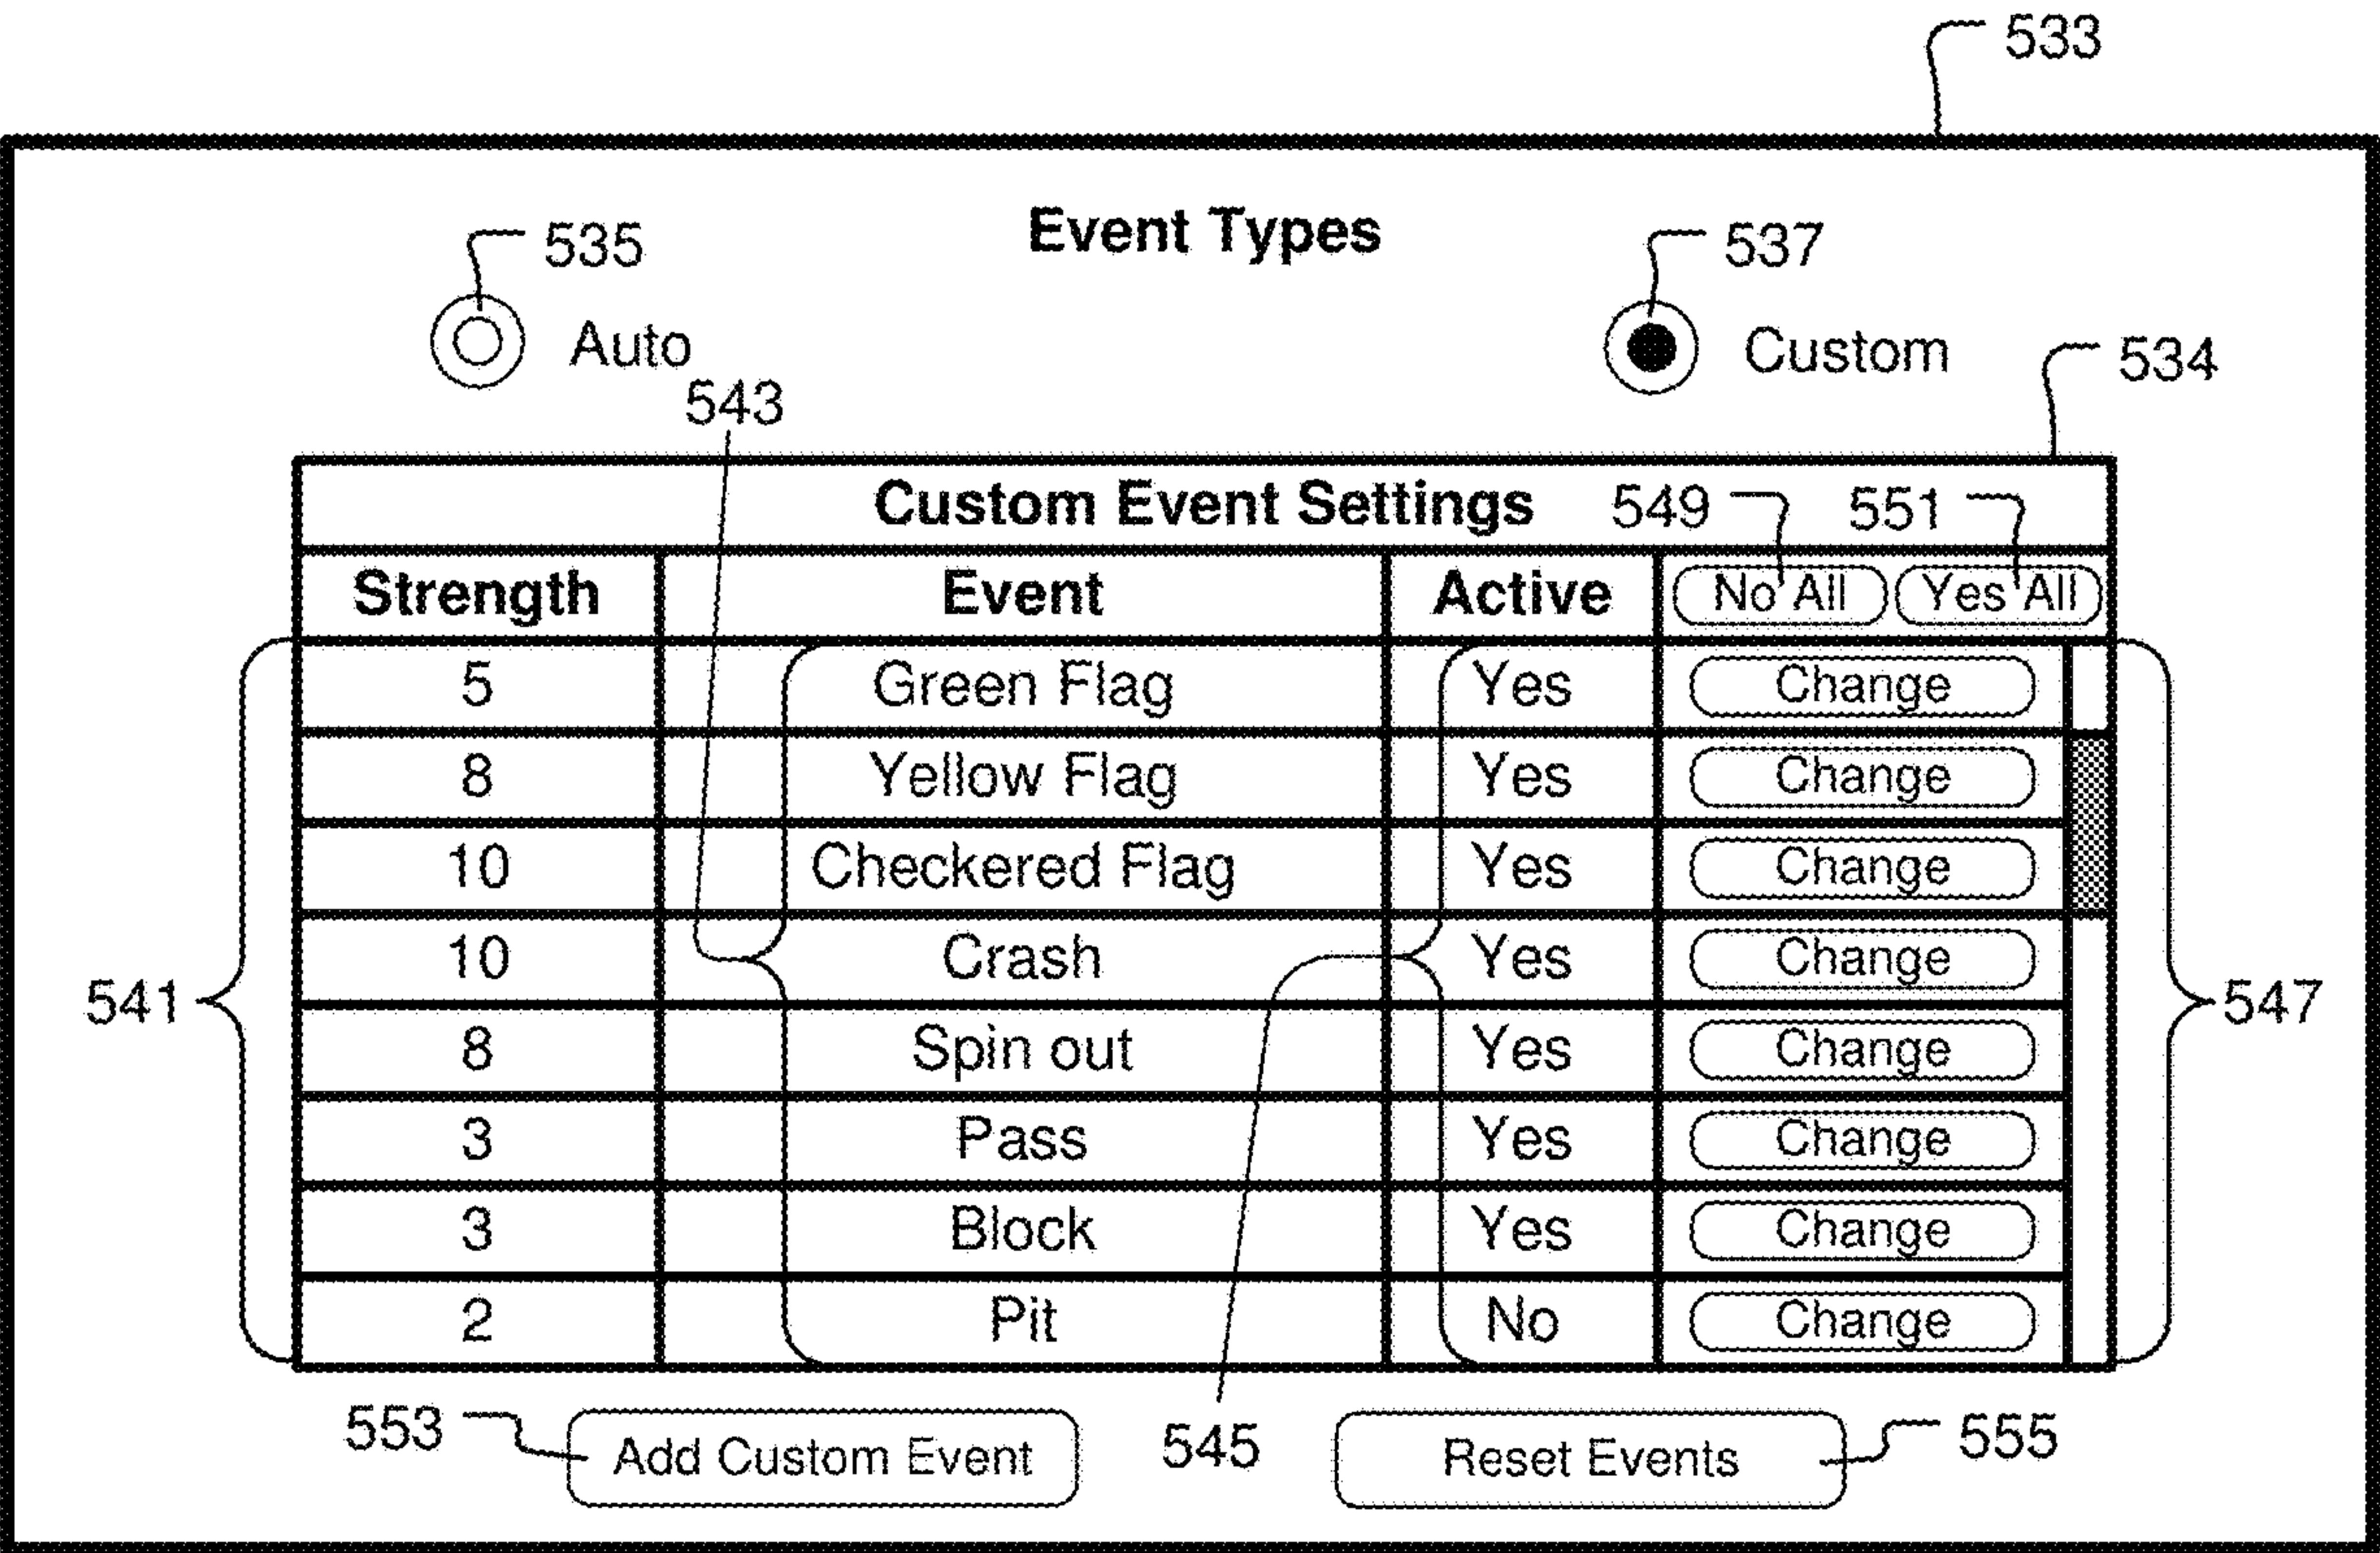 533
Event Types
535
537
Auto
Custom
534
543
Custom Event Settings 549 551
Strength Event Active No All Yes All
5 Green Flag Yes Change
8 Yellow Flag Yes Change
10 Checkered Flag Yes Change
10 Crash Yes Change
541
547
8 Spin out Yes Change
3 Pass Yes Change
3 Block Yes Change
2 Pit No Change
553 Add Custom Event 545 Reset Events 555